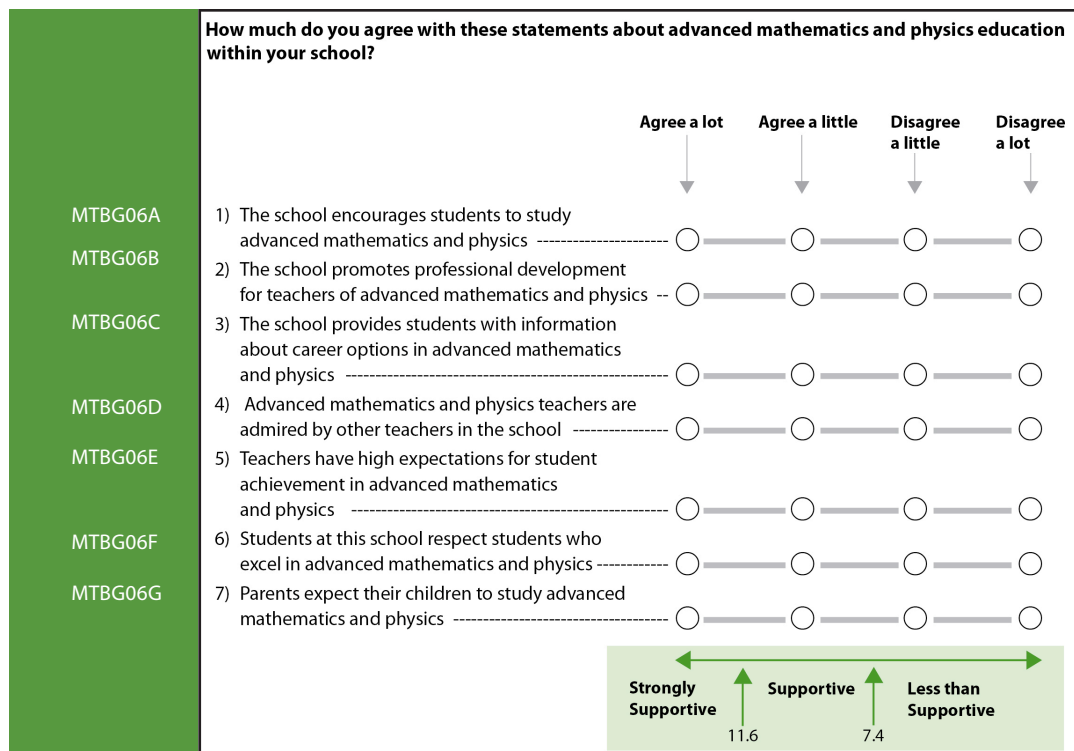 How much do you agree with these statements about advanced mathematics and physics education
within your school?
Agree a lot
Agree a little
Disagree
a little
Disagree
a lot
MTBG06A
1) The school encourages students to study
advanced mathematics and physics
MTBG06B
2) The school promotes professional development
for teachers of advanced mathematics and physics
MTBG06C
3) The school provides students with information
about career options in advanced mathematics
and physics
MTBG06D
4) Advanced mathematics and physics teachers are
admired by other teachers in the school
MTBG06E
5) Teachers have high expectations for student
achievement in advanced mathematics
and physics
MTBG06F
6) Students at this school respect students who
excel in advanced mathematics and physics
MTBG06G
7) Parents expect their children to study advanced
mathematics and physics
Strongly
Supportive
Supportive
Less than
Supportive
11.6
7.4